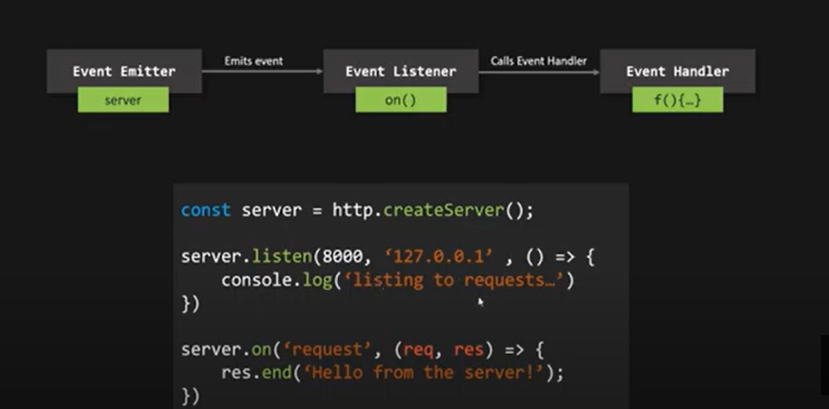 Emits event
Calls Event Handler
Event Emitter
Event Listener
Event Handler
server
on()
f(){…}
const server = http.createServer();
server.listen(8000, ‘127.0.0.1’ , () => {
console.log(‘listing to requests…’)
})
server.on(‘request’, (req, res) => {
res.end(‘Hello from the server!’);
})